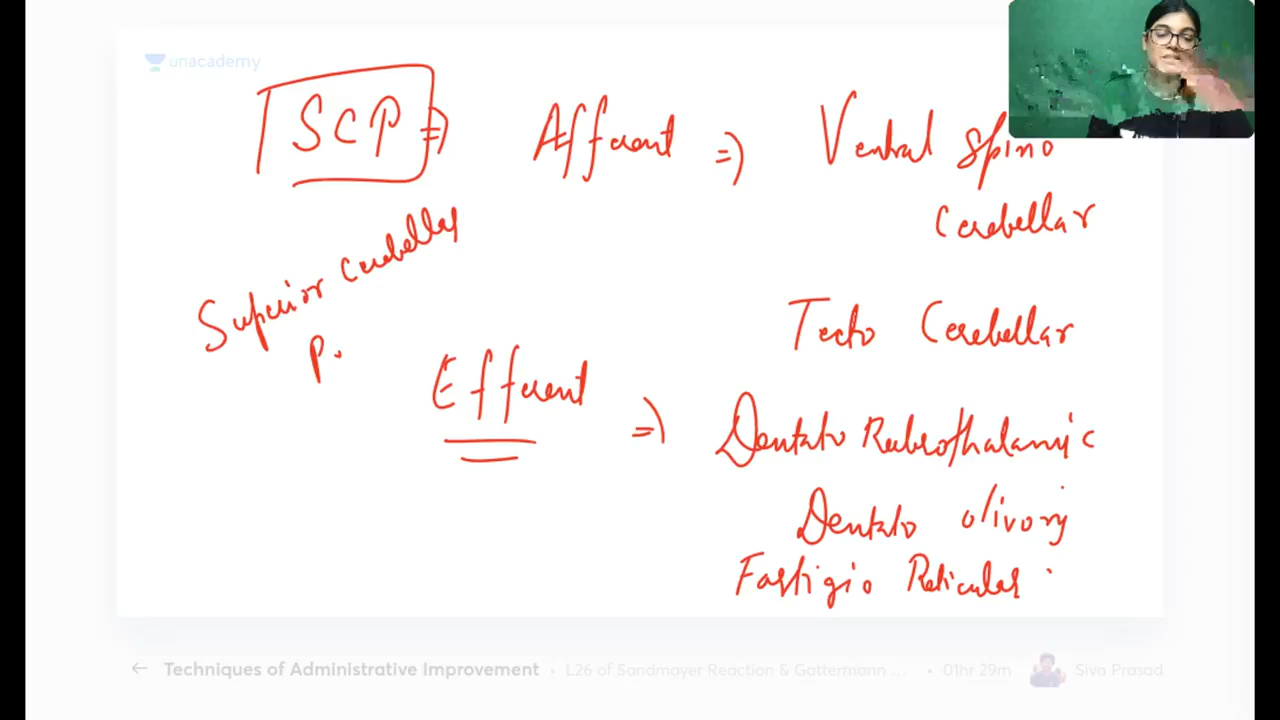 unacademy
SCP => Afferent => Ventral Spino
Cerebellar
Superior Cerebellar
P.
Tecto Cerebellar
Efferent => Dentato Rubrothalamic
Dentato olivory
Fastigio Reticular
← Techniques of Administrative Improvement • L26 of Sandmayer Reaction & Gattermann ... • 01hr 29m Siva Prasad